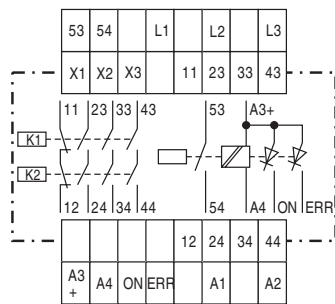 53 54 L1 L2 L3
X1 X2 X3 11 23 33 43
11 23 33 43 53 A3+
K1
K2
12 24 34 44 54 A4 ON ERR
12 24 34 44
A3+ A4 ON ERR A1 A2